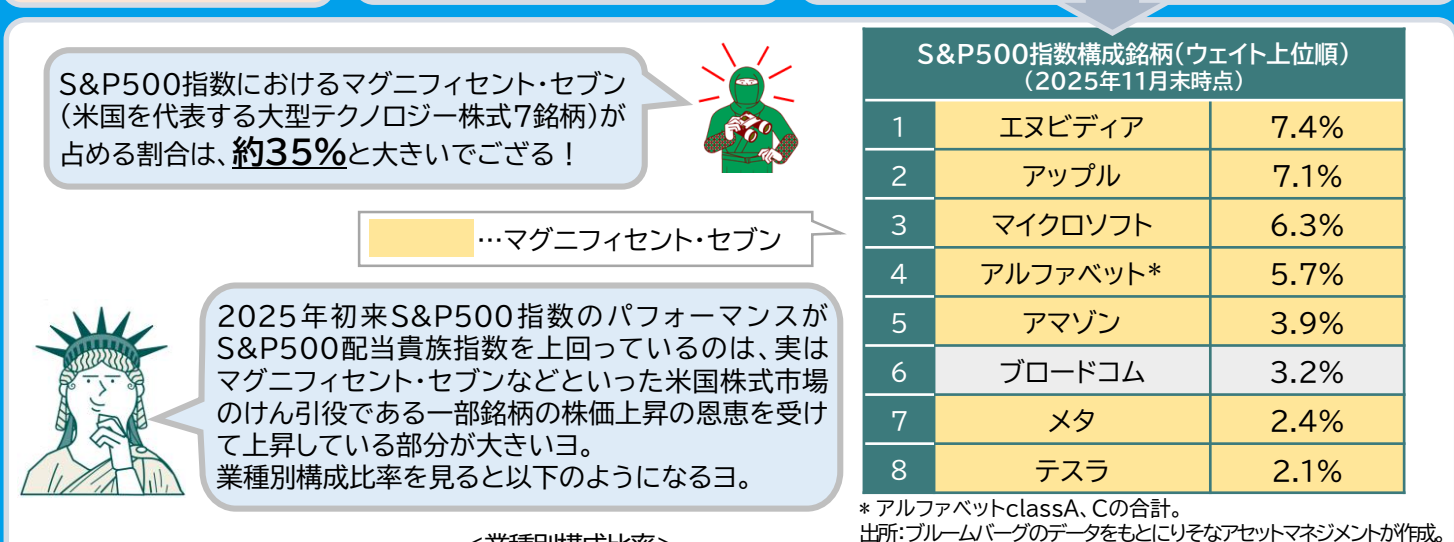 S&P500指数におけるマグニフィセント・セブン
(米国を代表する大型テクノロジー株式7銘柄)が
占める割合は、約35%と大きいでござる！
…マグニフィセント・セブン
2025年初来S&P500指数のパフォーマンスが
S&P500配当貴族指数を上回っているのは、実は
マグニフィセント・セブンなどといった米国株式市場
のけん引役である一部銘柄の株価上昇の恩恵を受け
て上昇している部分が大きいヨ。
業種別構成比率を見ると以下のようになるヨ。
S&P500指数構成銘柄(ウェイト上位順)
(2025年11月末時点)
1 エヌビディア 7.4%
2 アップル 7.1%
3 マイクロソフト 6.3%
4 アルファベット* 5.7%
5 アマゾン 3.9%
6 ブロードコム 3.2%
7 メタ 2.4%
8 テスラ 2.1%
* アルファベットclassA、Cの合計。
出所:ブルームバーグのデータをもとにりそなアセットマネジメントが作成。
<業種別構成比率>